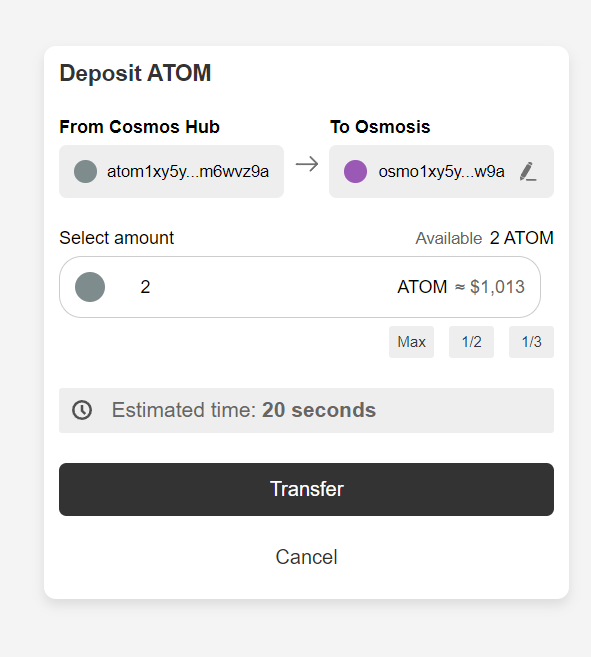 Deposit ATOM
From Cosmos Hub
To Osmosis
atom1xy5y...m6wvz9a
osmo1xy5y...w9a
Select amount
Available 2 ATOM
2 ATOM ≈ $1,013
Max 1/2 1/3
Estimated time: 20 seconds
Transfer
Cancel